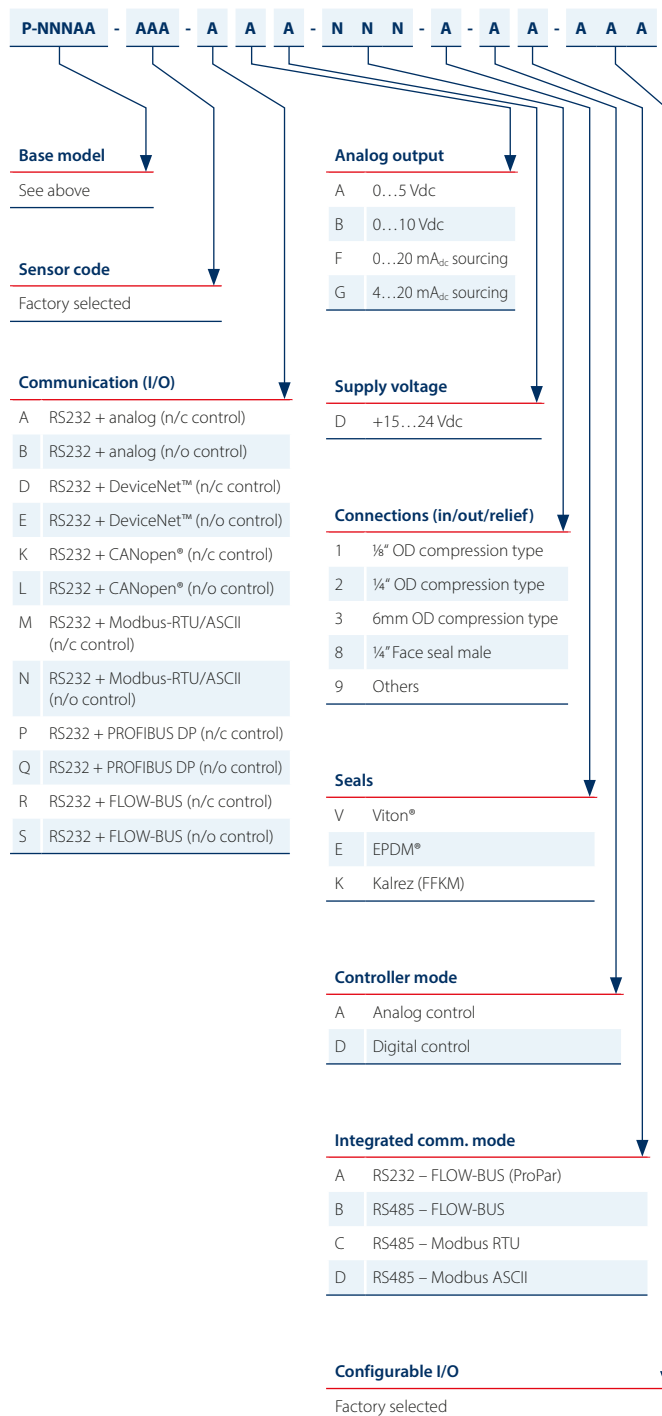 P-NNNAA - AAA - A A A - N N N - A - A A - A A A
Base model
See above
Sensor code
Factory selected
Communication (I/O)
A RS232 + analog (n/c control)
B RS232 + analog (n/o control)
D RS232 + DeviceNet™ (n/c control)
E RS232 + DeviceNet™ (n/o control)
K RS232 + CANopen® (n/c control)
L RS232 + CANopen® (n/o control)
M RS232 + Modbus-RTU/ASCII
(n/c control)
N RS232 + Modbus-RTU/ASCII
(n/o control)
P RS232 + PROFIBUS DP (n/c control)
Q RS232 + PROFIBUS DP (n/o control)
R RS232 + FLOW-BUS (n/c control)
S RS232 + FLOW-BUS (n/o control)
Analog output
A 0…5 Vdc
B 0…10 Vdc
F 0…20 mAdc sourcing
G 4…20 mAdc sourcing
Supply voltage
D +15…24 Vdc
Connections (in/out/relief)
1 ⅛" OD compression type
2 ¼" OD compression type
3 6mm OD compression type
8 ¼" Face seal male
9 Others
Seals
V Viton®
E EPDM®
K Kalrez (FFKM)
Controller mode
A Analog control
D Digital control
Integrated comm. mode
A RS232 – FLOW-BUS (ProPar)
B RS485 – FLOW-BUS
C RS485 – Modbus RTU
D RS485 – Modbus ASCII
Configurable I/O
Factory selected